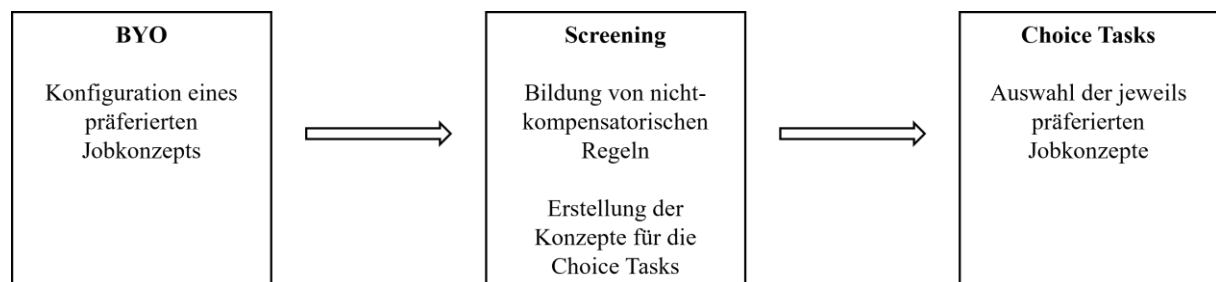 BYO
Konfiguration eines
präferierten
Jobkonzepts
Screening
Bildung von nicht-
kompensatorischen
Regeln
Erstellung der
Konzepte für die
Choice Tasks
Choice Tasks
Auswahl der jeweils
präferierten
Jobkonzepte